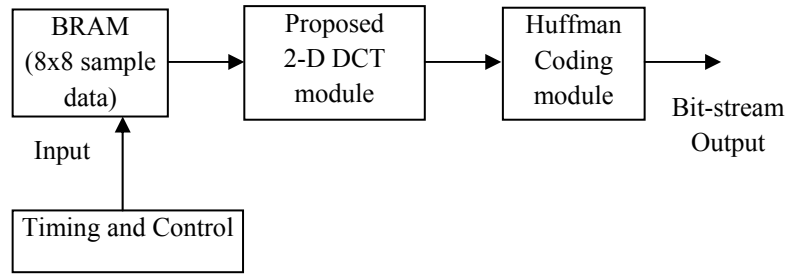 BRAM
(8x8 sample
data)
Proposed
2-D DCT
module
Huffman
Coding
module
Bit-stream
Output
Input
Timing and Control